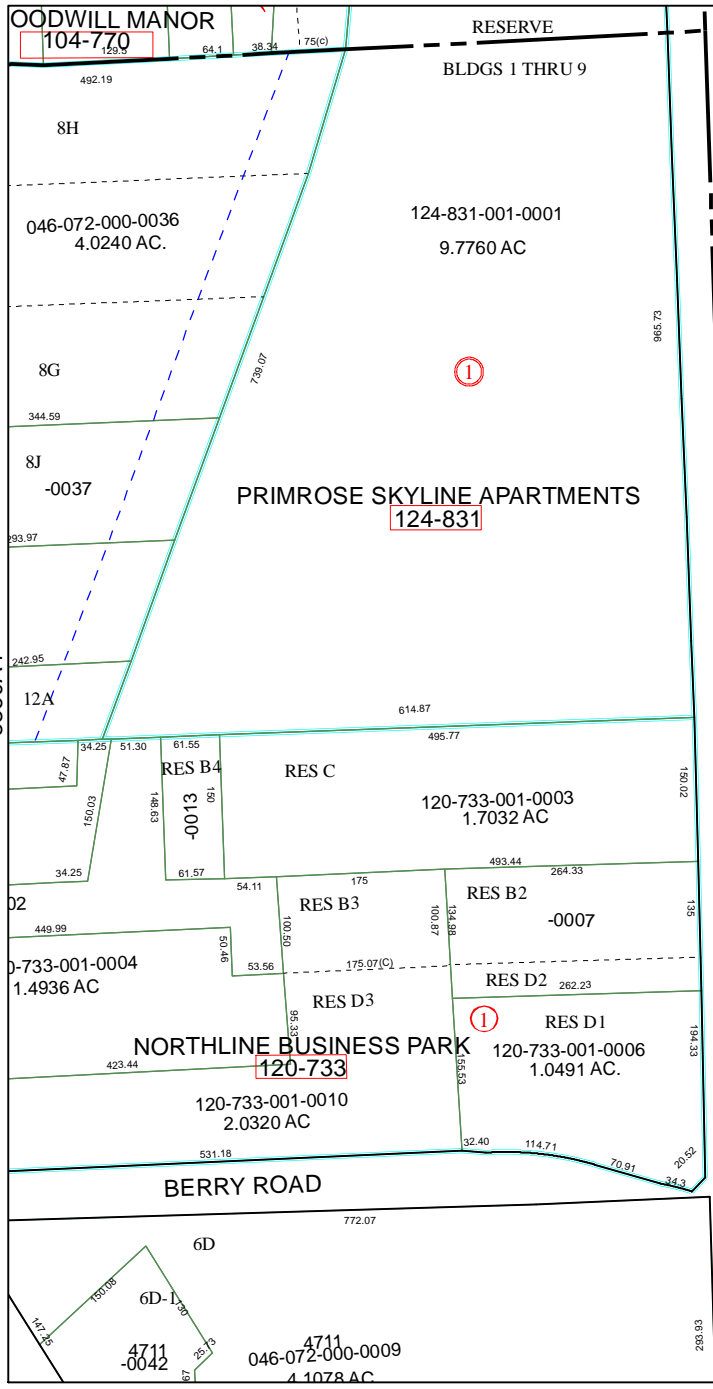 OODWILL MANOR
104-770
129.5
64.1
38.34
75(c)
RESERVE
BLDGS 1 THRU 9
492.19
8H
046-072-000-0036
4.0240 AC.
124-831-001-0001
9.7760 AC
965.73
739.07
8G
1
344.59
8J
-0037
PRIMROSE SKYLINE APARTMENTS
124-831
293.97
242.95
12A
614.87
34.25
51.30
61.55
495.77
47.87
RES B4
RES C
150.03
148.63
-0013
150
120-733-001-0003
1.7032 AC
150.02
34.25
61.57
54.11
175
493.44
264.33
02
RES B3
RES B2
-0007
135
449.99
50.46
100.50
100.87
134.98
0-733-001-0004
1.4936 AC
53.56
175.07(C)
RES D2
262.23
RES D3
1
RES D1
95.33
194.33
NORTHLINE BUSINESS PARK
120-733
120-733-001-0006
1.0491 AC.
423.44
155.53
120-733-001-0010
2.0320 AC
531.18
32.40
114.71
70.91
34.3
20.52
BERRY ROAD
772.07
6D
150.08
6D-1
130
147.25
25.73
4711
-0042
4711
046-072-000-0009
4.1078 AC
293.93